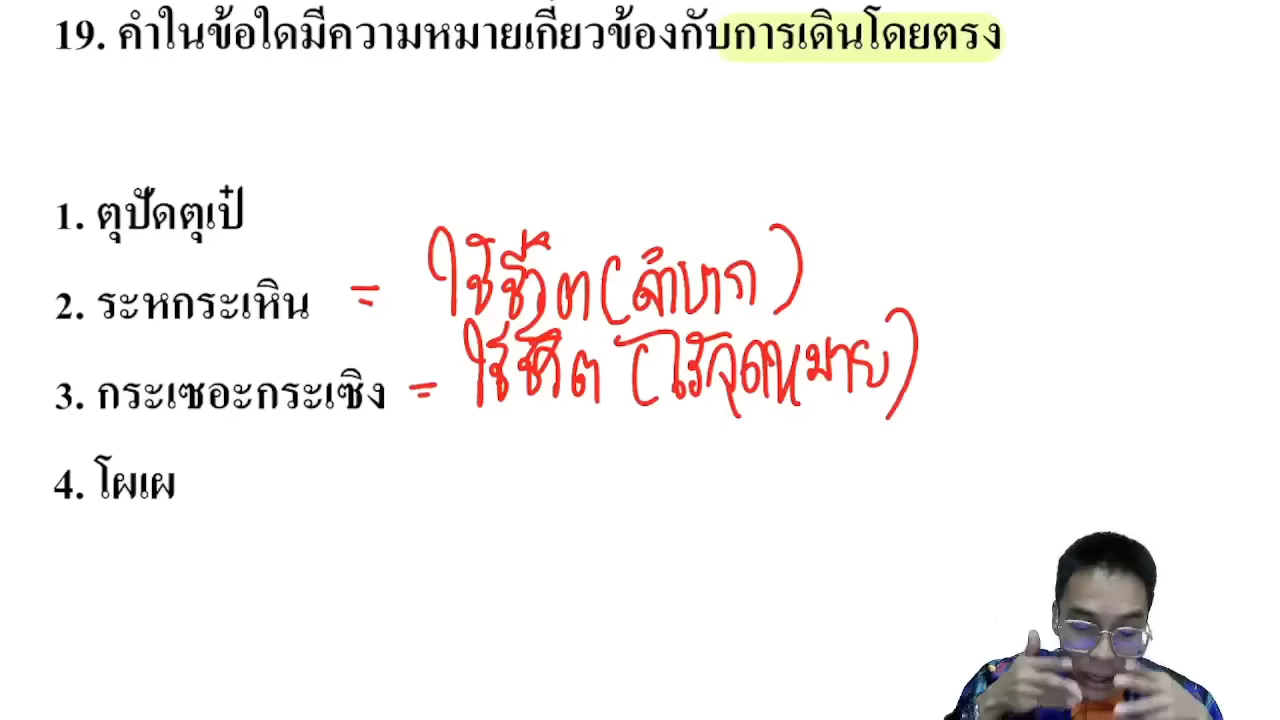 19. คำในข้อใดมีความหมายเกี่ยวข้องกับการเดินโดยตรง
1. ตุปัดตุเป๋
2. ระหกระเหิน = ใช้ชีวิต (ลำบาก)
3. กระเซอะกระเซิง = ใช้ชีวิต (ไร้จุดหมาย)
4. โผเผ